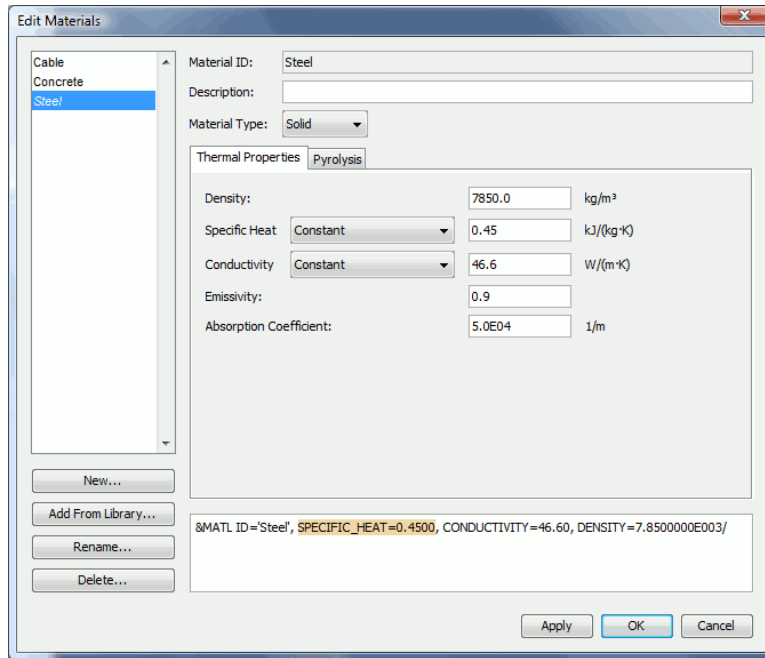 Edit Materials
Cable
Concrete
Steel
Material ID: Steel
Description:
Material Type: Solid
Thermal Properties Pyrolysis
Density: 7850.0 kg/m³
Specific Heat Constant 0.45 kJ/(kg·K)
Conductivity Constant 46.6 W/(m·K)
Emissivity: 0.9
Absorption Coefficient: 5.0E04 1/m
New...
Add From Library...
Rename...
Delete...
&MATL ID='Steel', SPECIFIC_HEAT=0.4500, CONDUCTIVITY=46.60, DENSITY=7.8500000E003/
Apply OK Cancel